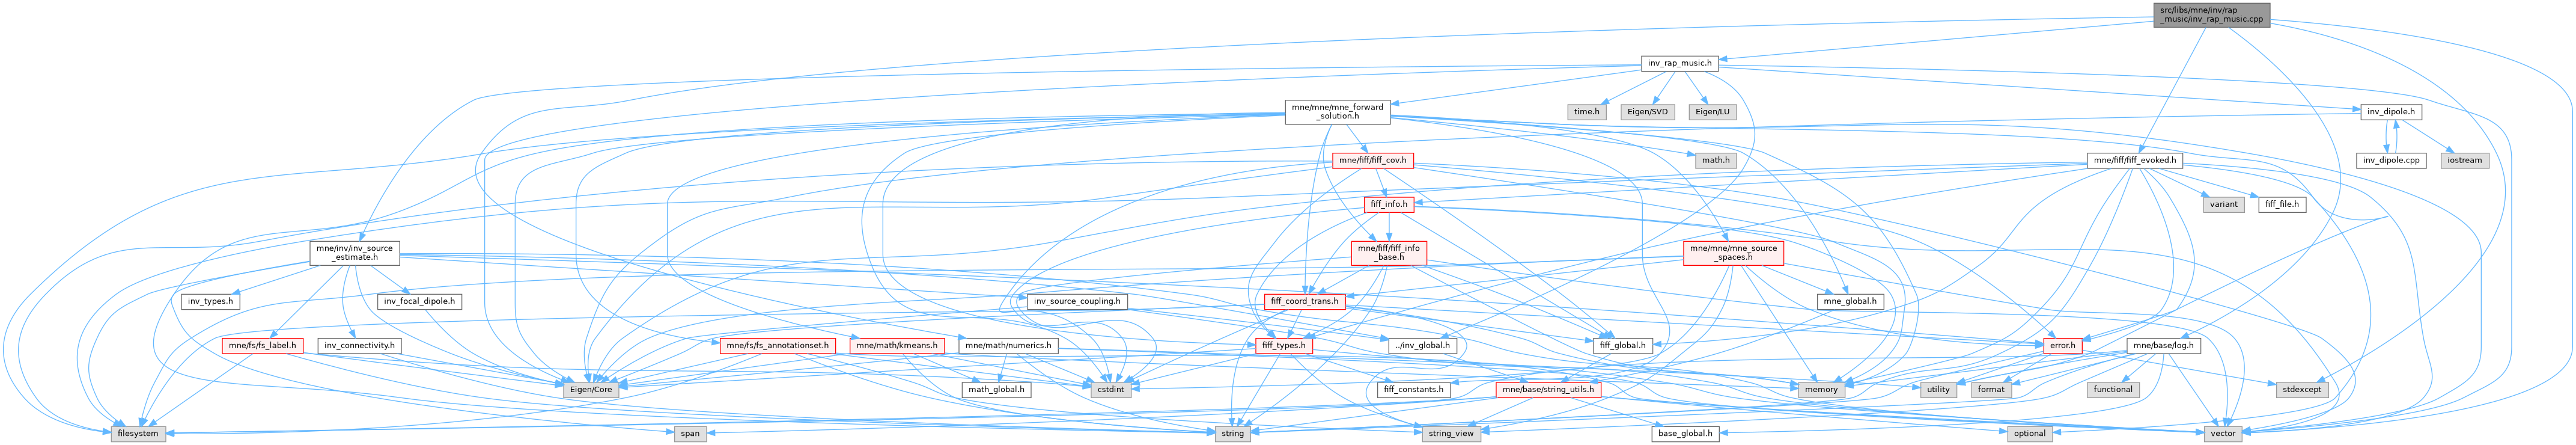 src/libs/mne/inv/rap
_music/inv_rap_music.cpp
inv_rap_music.h
mne/mne/mne_forward
_solution.h
time.h
Eigen/SVD
Eigen/LU
inv_dipole.h
mne/fiff/fiff_cov.h
math.h
mne/fiff/fiff_evoked.h
inv_dipole.cpp
iostream
fiff_info.h
variant
fiff_file.h
mne/inv/inv_source
_estimate.h
mne/fiff/fiff_info
_base.h
mne/mne/mne_source
_spaces.h
inv_types.h
inv_focal_dipole.h
inv_source_coupling.h
fiff_coord_trans.h
mne_global.h
mne/fs/fs_label.h
inv_connectivity.h
mne/fs/fs_annotationset.h
mne/math/kmeans.h
mne/math/numerics.h
fiff_types.h
../inv_global.h
fiff_global.h
error.h
mne/base/log.h
Eigen/Core
cstdint
math_global.h
fiff_constants.h
mne/base/string_utils.h
memory
utility
format
functional
stdexcept
filesystem
string
span
string_view
base_global.h
optional
vector